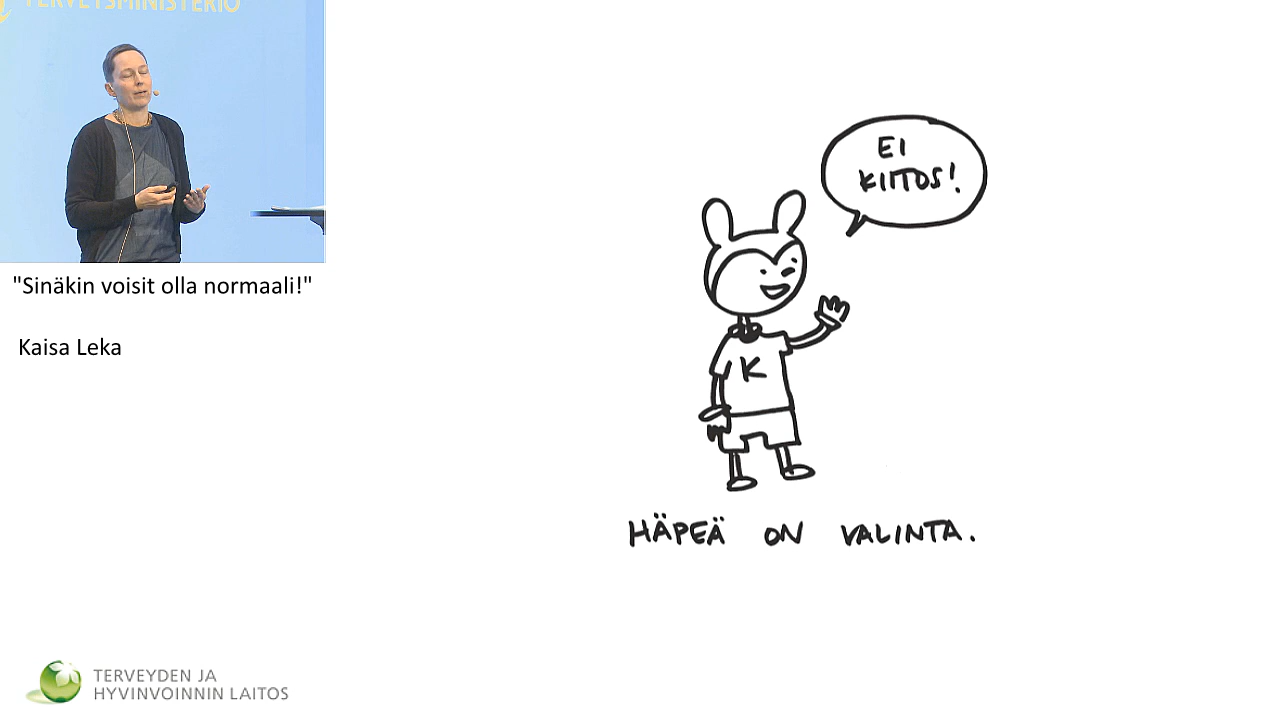 TERVEYSMINISTERIÖ
"Sinäkin voisit olla normaali!"
Kaisa Leka
EI
KIITOS!
K
HÄPEÄ ON VALINTA.
TERVEYDEN JA
HYVINVOINNIN LAITOS